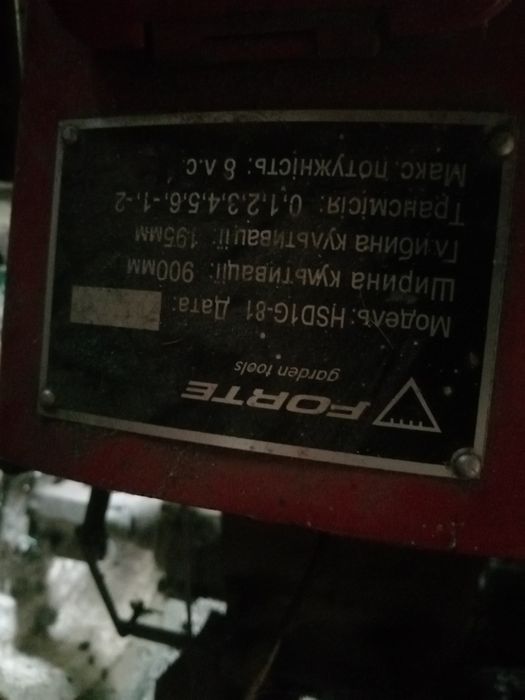 FORTE
garden tools
Модель: HSD1G-81 Дата:
Ширина культивації: 900мм
Глибина культивації: 195мм
Трансмісія: 0,1,2,3,4,5,6,-1,-2
Макс. потужність: 8 л.с.